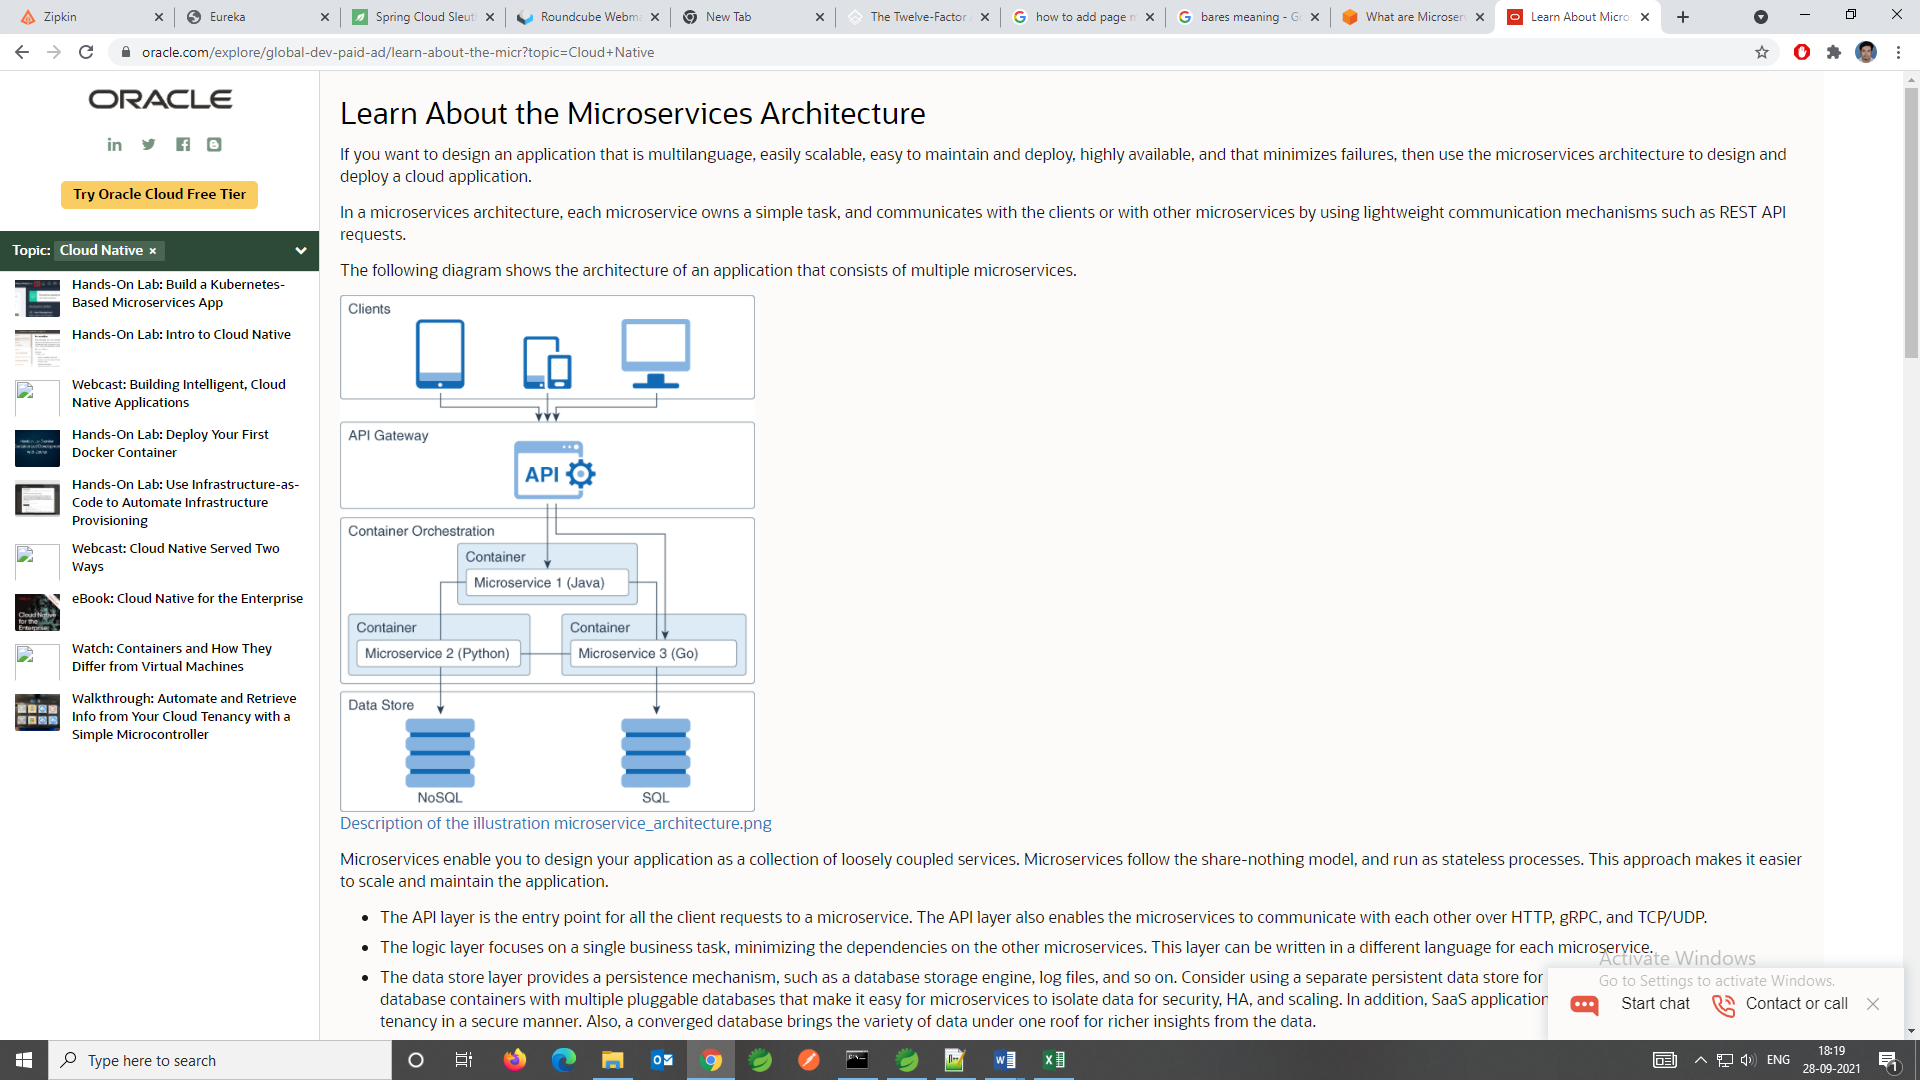 Zipkin
Eureka
Spring Cloud Sleut
Roundcube Webma
New Tab
The Twelve-Factor
how to add page n
bares meaning - G
What are Microser
Learn About Micro
oracle.com/explore/global-dev-paid-ad/learn-about-the-micr?topic=Cloud+Native
ORACLE
Try Oracle Cloud Free Tier
Topic: Cloud Native ×
Hands-On Lab: Build a Kubernetes-
Based Microservices App
Hands-On Lab: Intro to Cloud Native
Webcast: Building Intelligent, Cloud
Native Applications
Hands-On Lab: Deploy Your First
Docker Container
Hands-On Lab: Use Infrastructure-as-
Code to Automate Infrastructure
Provisioning
Webcast: Cloud Native Served Two
Ways
eBook: Cloud Native for the Enterprise
Cloud Native
for the
Enterprise
Watch: Containers and How They
Differ from Virtual Machines
Walkthrough: Automate and Retrieve
Info from Your Cloud Tenancy with a
Simple Microcontroller
Learn About the Microservices Architecture
If you want to design an application that is multilanguage, easily scalable, easy to maintain and deploy, highly available, and that minimizes failures, then use the microservices architecture to design and
deploy a cloud application.
In a microservices architecture, each microservice owns a simple task, and communicates with the clients or with other microservices by using lightweight communication mechanisms such as REST API
requests.
The following diagram shows the architecture of an application that consists of multiple microservices.
Clients
API Gateway
API
Container Orchestration
Container
Microservice 1 (Java)
Container
Microservice 2 (Python)
Container
Microservice 3 (Go)
Data Store
NoSQL
SQL
Description of the illustration microservice_architecture.png
Microservices enable you to design your application as a collection of loosely coupled services. Microservices follow the share-nothing model, and run as stateless processes. This approach makes it easier
to scale and maintain the application.
• The API layer is the entry point for all the client requests to a microservice. The API layer also enables the microservices to communicate with each other over HTTP, gRPC, and TCP/UDP.
• The logic layer focuses on a single business task, minimizing the dependencies on the other microservices. This layer can be written in a different language for each microservice.
• The data store layer provides a persistence mechanism, such as a database storage engine, log files, and so on. Consider using a separate persistent data store for
database containers with multiple pluggable databases that make it easy for microservices to isolate data for security, HA, and scaling. In addition, SaaS application
tenancy in a secure manner. Also, a converged database brings the variety of data under one roof for richer insights from the data.
Activate Windows
Go to Settings to activate Windows.
Start chat
Contact or call
Type here to search
ENG
18:19
28-09-2021
1